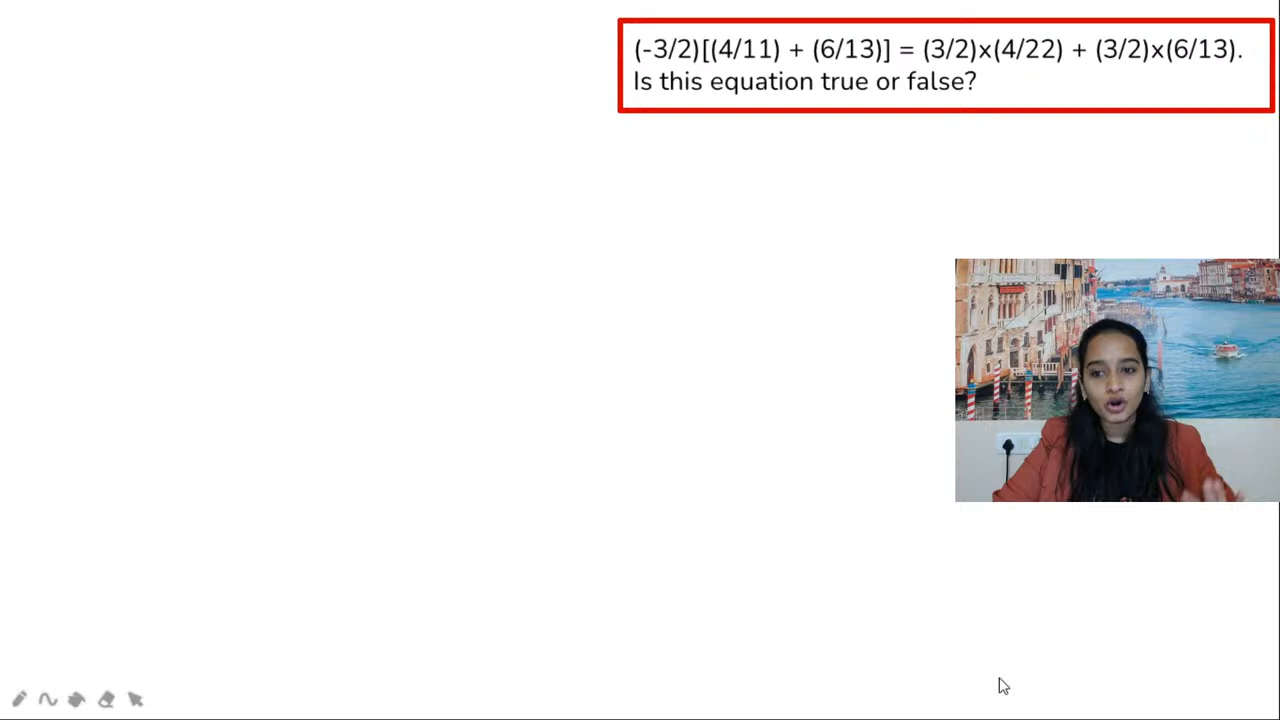 (-3/2)[(4/11) + (6/13)] = (3/2)x(4/22) + (3/2)x(6/13).
Is this equation true or false?